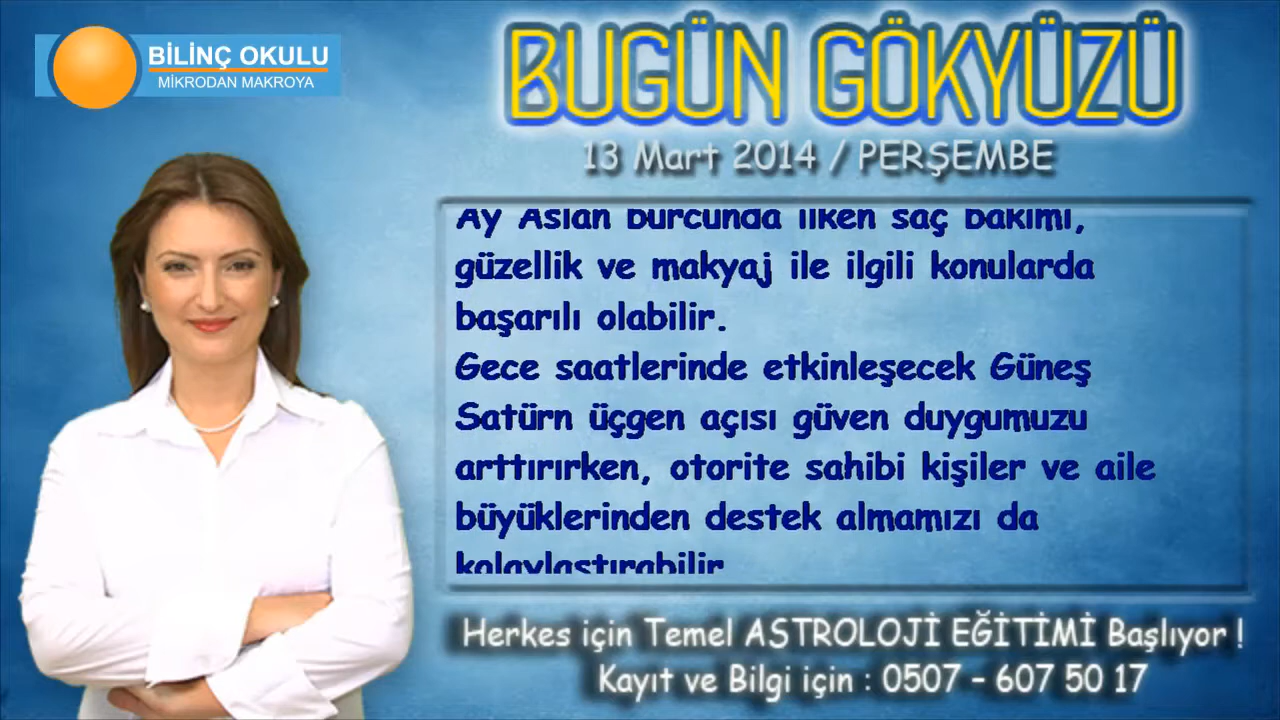 BİLİNÇ OKULU
MİKRODAN MAKROYA
BUGÜN GÖKYÜZÜ
13 Mart 2014 / PERŞEMBE
Ay Aslan burcunda ilken saç bakımı,
güzellik ve makyaj ile ilgili konularda
başarılı olabilir.
Gece saatlerinde etkinleşecek Güneş
Satürn üçgen açısı güven duygumuzu
arttırırken, otorite sahibi kişiler ve aile
büyüklerinden destek almamızı da
kolaylaştırabilir
Herkes için Temel ASTROLOJİ EĞİTİMİ Başlıyor !
Kayıt ve Bilgi için : 0507 – 607 50 17